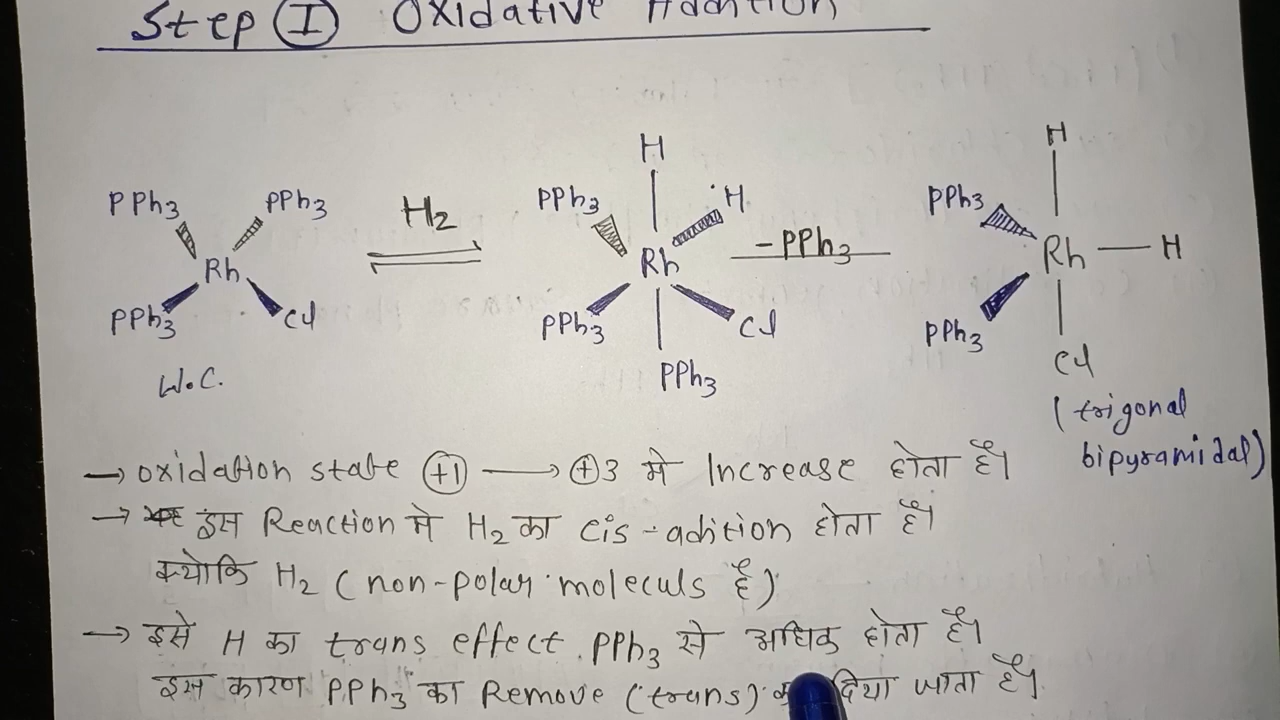 Step I Oxidative Addition
PPh3 PPh3 Rh PPh3 Cl
W.C.
H2
H PPh3 H Rh PPh3 Cl PPh3
-PPh3
H PPh3 Rh H PPh3 Cl
(trigonal
bipyramidal)
→ oxidation state +1 → +3 मे Increase होता है।
→ इस Reaction मे H2 का cis-adition होता है।
क्योकि H2 (non-polar moleculs है)
→ इसे H का trans effect PPh3 से अधिक होता है।
इस कारण PPh3 का Remove (trans) दिया जाता है।